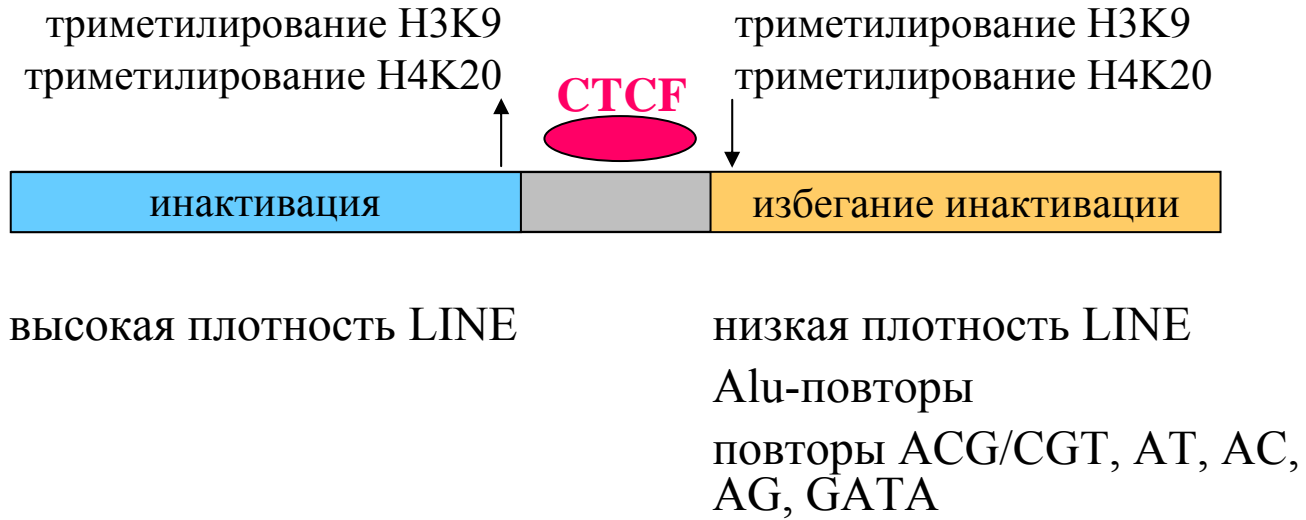 триметилирование H3K9
триметилирование H4K20
CTCF
триметилирование H3K9
триметилирование H4K20
инактивация
избегание инактивации
высокая плотность LINE
низкая плотность LINE
Alu-повторы
повторы ACG/CGT, AT, AC,
AG, GATA